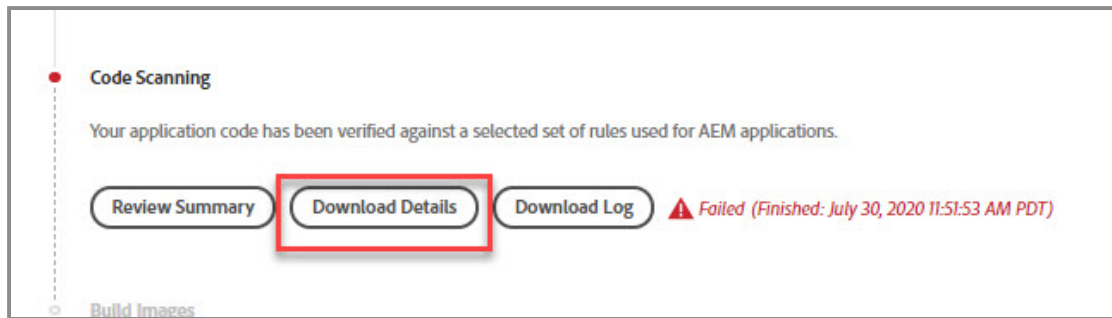 Code Scanning
Your application code has been verified against a selected set of rules used for AEM applications.
Review Summary Download Details Download Log Failed (Finished: July 30, 2020 11:51:53 AM PDT)
Build Images